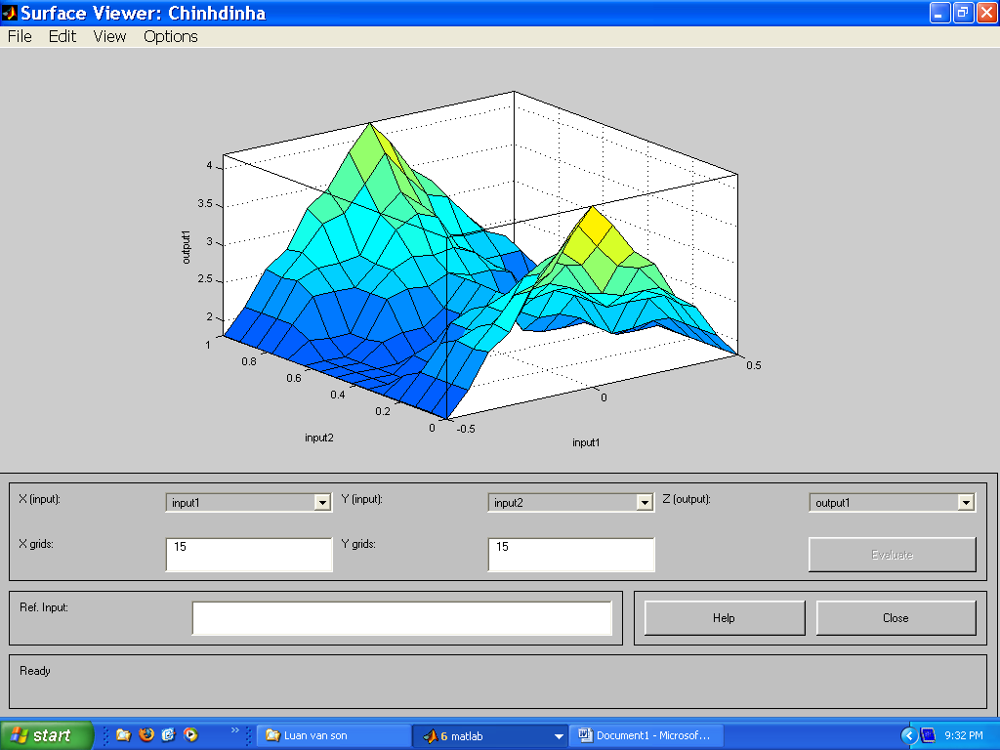 Surface Viewer: Chinhdinha
File Edit View Options
4
3.5
3
2.5
2
output1
1
0.8
0.6
0.4
0.2
0
input2
-0.5
0
0.5
input1
X (input): input1 Y (input): input2 Z (output): output1
X grids: 15 Y grids: 15 Evaluate
Ref. Input: Help Close
Ready
start » Luan van son 6 matlab Document1 - Microsof... 9:32 PM